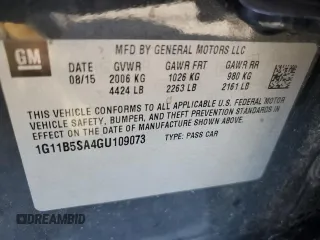 GM
MFD BY GENERAL MOTORS LLC
DATE GVWR GAWR FRT GAWR RR
08/15 2006 KG 1026 KG 980 KG
4424 LB 2263 LB 2161 LB
THIS VEHICLE CONFORMS TO ALL APPLICABLE U.S. FEDERAL MOTOR
VEHICLE SAFETY, BUMPER, AND THEFT PREVENTION STANDARDS IN
EFFECT ON THE DATE OF MANUFACTURE SHOWN ABOVE.
1G11B5SA4GU109073 TYPE: PASS CAR
DREAMBID